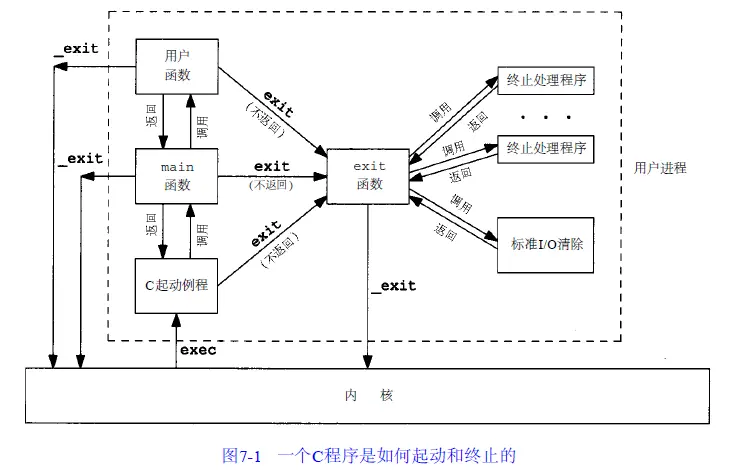 _exit
用户
函数
exit
(不返回)
返回
调用
调用
返回
终止处理程序
· · ·
_exit
main
函数
exit
(不返回)
exit
函数
调用
返回
终止处理程序
用户进程
返回
调用
exit
(不返回)
调用
返回
标准I/O清除
C起动例程
_exit
exec
内 核
图7-1 一个C程序是如何起动和终止的